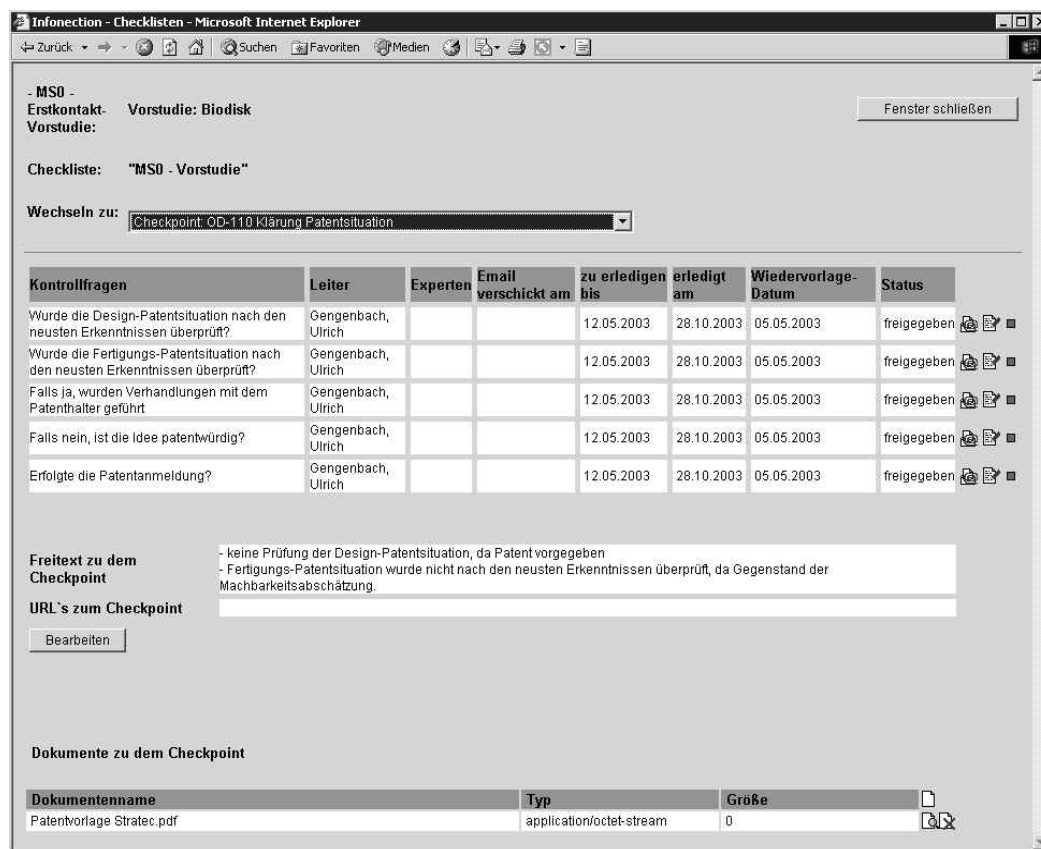 Infonection - Checklisten - Microsoft Internet Explorer
Zurück Suchen Favoriten Medien
- MS0 -
Erstkontakt- Vorstudie: Biodisk
Vorstudie:
Fenster schließen
Checkliste: "MS0 - Vorstudie"
Wechseln zu: Checkpoint: OD-110 Klärung Patentsituation
Kontrollfragen Leiter Experten Email verschickt am zu erledigen bis erledigt am Wiedervorlage-Datum Status
Wurde die Design-Patentsituation nach den
neusten Erkenntnissen überprüft?
Gengenbach,
Ulrich
12.05.2003 28.10.2003 05.05.2003 freigegeben
Wurde die Fertigungs-Patentsituation nach
den neusten Erkenntnissen überprüft?
Gengenbach,
Ulrich
12.05.2003 28.10.2003 05.05.2003 freigegeben
Falls ja, wurden Verhandlungen mit dem
Patenthalter geführt
Gengenbach,
Ulrich
12.05.2003 28.10.2003 05.05.2003 freigegeben
Falls nein, ist die Idee patentwürdig?
Gengenbach,
Ulrich
12.05.2003 28.10.2003 05.05.2003 freigegeben
Erfolgte die Patentanmeldung?
Gengenbach,
Ulrich
12.05.2003 28.10.2003 05.05.2003 freigegeben
Freitext zu dem
Checkpoint
- keine Prüfung der Design-Patentsituation, da Patent vorgegeben
- Fertigungs-Patentsituation wurde nicht nach den neusten Erkenntnissen überprüft, da Gegenstand der
Machbarkeitsabschätzung.
URL`s zum Checkpoint
Bearbeiten
Dokumente zu dem Checkpoint
Dokumentenname Typ Größe
Patentvorlage Stratec.pdf application/octet-stream 0